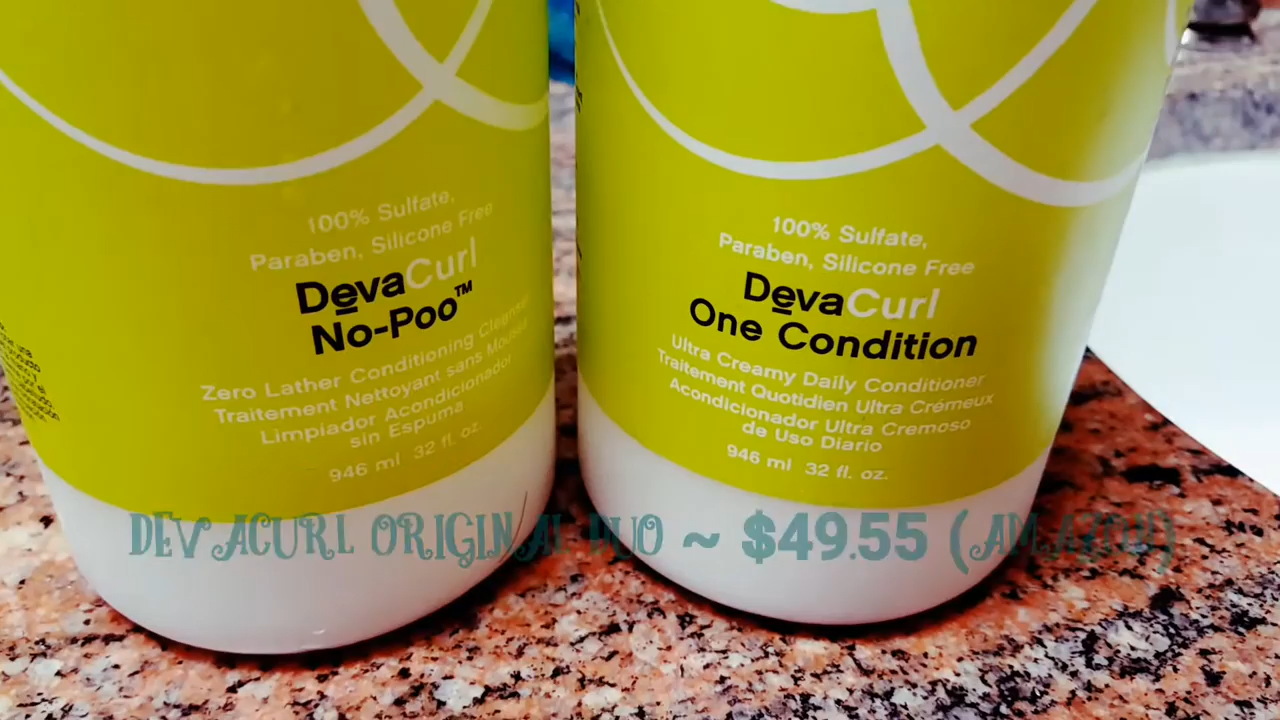 100% Sulfate,
Paraben, Silicone Free
DevaCurl
No-Poo™
Zero Lather Conditioning Cleanser
Traitement Nettoyant sans Mousse
Limpiador Acondicionador
sin Espuma
946 ml 32 fl. oz.
100% Sulfate,
Paraben, Silicone Free
DevaCurl
One Condition
Ultra Creamy Daily Conditioner
Traitement Quotidien Ultra Crémeux
Acondicionador Ultra Cremoso
de Uso Diario
946 ml 32 fl. oz.
DEVACURL ORIGINAL DUO ~ $49.55 (AMAZON)